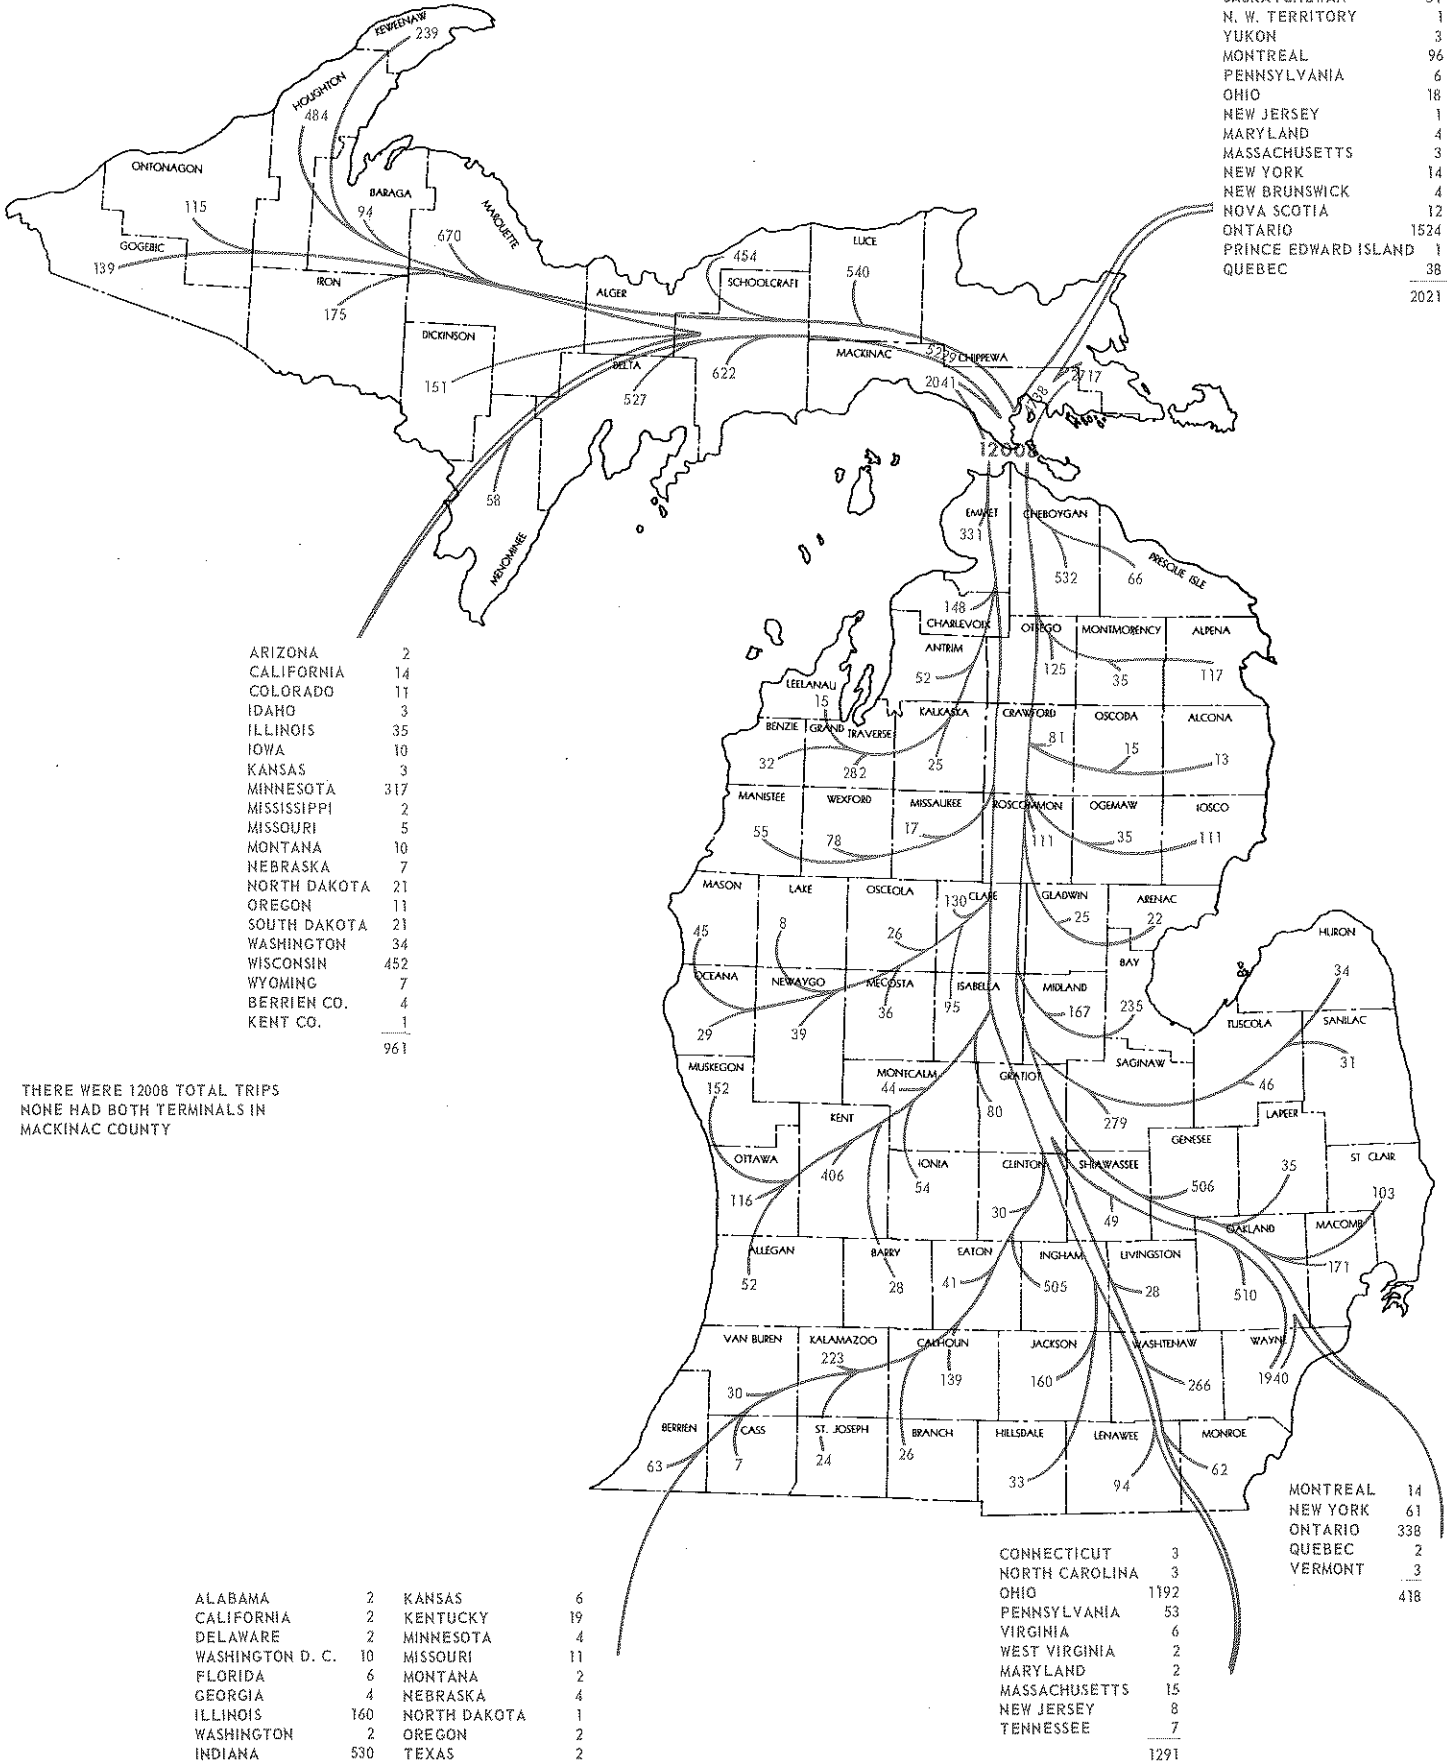 N. W. TERRITORY 1
YUKON 3
MONTREAL 96
PENNSYLVANIA 6
OHIO 18
NEW JERSEY 1
MARYLAND 4
MASSACHUSETTS 3
NEW YORK 14
NEW BRUNSWICK 4
NOVA SCOTIA 12
ONTARIO 1524
PRINCE EDWARD ISLAND 1
QUEBEC 38
2021
KEWEENAW
239
HOUGHTON
484
ONTONAGON
115
BARAGA
94
MARQUETTE
670
GOGEBIC
139
IRON
175
ALGER
454
SCHOOLCRAFT
LUCE
540
DICKINSON
151
DELTA
527
622
MACKINAC
5229
CHIPPEWA
2041
2717
4738
12008
58
MENOMINEE
EMMET
331
CHEBOYGAN
532
66
PRESQUE ISLE
148
CHARLEVOIX
OTSEGO
MONTMORENCY
ALPENA
ANTRIM
52
125
35
117
LEELANAU
15
KALKASKA
CRAWFORD
OSCODA
ALCONA
BENZIE
GRAND TRAVERSE
32
282
25
81
15
13
MANISTEE
WEXFORD
MISSAUKEE
ROSCOMMON
OGEMAW
IOSCO
55
78
17
111
35
111
MASON
LAKE
OSCEOLA
CLARE
GLADWIN
ARENAC
45
8
26
130
25
22
HURON
34
OCEANA
NEWAYGO
MECOSTA
ISABELLA
MIDLAND
BAY
29
39
36
95
167
235
TUSCOLA
SANILAC
46
31
MUSKEGON
152
MONTCALM
44
GRATIOT
80
SAGINAW
279
KENT
406
LAPEER
35
GENESEE
506
OTTAWA
116
IONIA
54
CLINTON
30
SHIAWASSEE
49
ST CLAIR
103
ALLEGAN
52
BARRY
28
EATON
41
INGHAM
505
LIVINGSTON
28
OAKLAND
510
MACOMB
171
VAN BUREN
30
KALAMAZOO
223
CALHOUN
139
JACKSON
160
WASHTENAW
266
WAYNE
1940
BERRIEN
63
CASS
7
ST. JOSEPH
24
BRANCH
26
HILLSDALE
33
LENAWEE
94
MONROE
62
ARIZONA 2
CALIFORNIA 14
COLORADO 11
IDAHO 3
ILLINOIS 35
IOWA 10
KANSAS 3
MINNESOTA 317
MISSISSIPPI 2
MISSOURI 5
MONTANA 10
NEBRASKA 7
NORTH DAKOTA 21
OREGON 11
SOUTH DAKOTA 21
WASHINGTON 34
WISCONSIN 452
WYOMING 7
BERRIEN CO. 4
KENT CO. 1
961
THERE WERE 12008 TOTAL TRIPS
NONE HAD BOTH TERMINALS IN
MACKINAC COUNTY
MONTREAL 14
NEW YORK 61
ONTARIO 338
QUEBEC 2
VERMONT 3
418
CONNECTICUT 3
NORTH CAROLINA 3
OHIO 1192
PENNSYLVANIA 53
VIRGINIA 6
WEST VIRGINIA 2
MARYLAND 2
MASSACHUSETTS 15
NEW JERSEY 8
TENNESSEE 7
1291
ALABAMA 2 KANSAS 6
CALIFORNIA 2 KENTUCKY 19
DELAWARE 2 MINNESOTA 4
WASHINGTON D. C. 10 MISSOURI 11
FLORIDA 6 MONTANA 2
GEORGIA 4 NEBRASKA 4
ILLINOIS 160 NORTH DAKOTA 1
WASHINGTON 2 OREGON 2
INDIANA 530 TEXAS 2